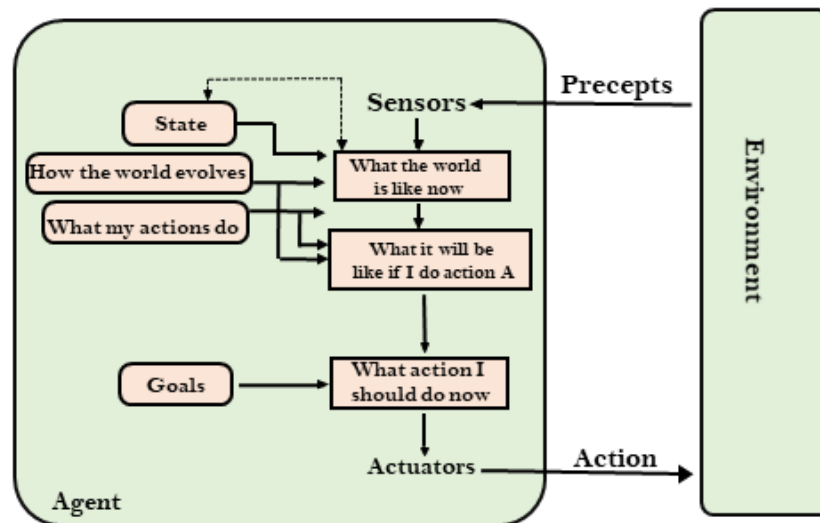 Precepts
Sensors
State
How the world evolves
What the world
is like now
What my actions do
What it will be
like if I do action A
Environment
Goals
What action I
should do now
Actuators
Action
Agent